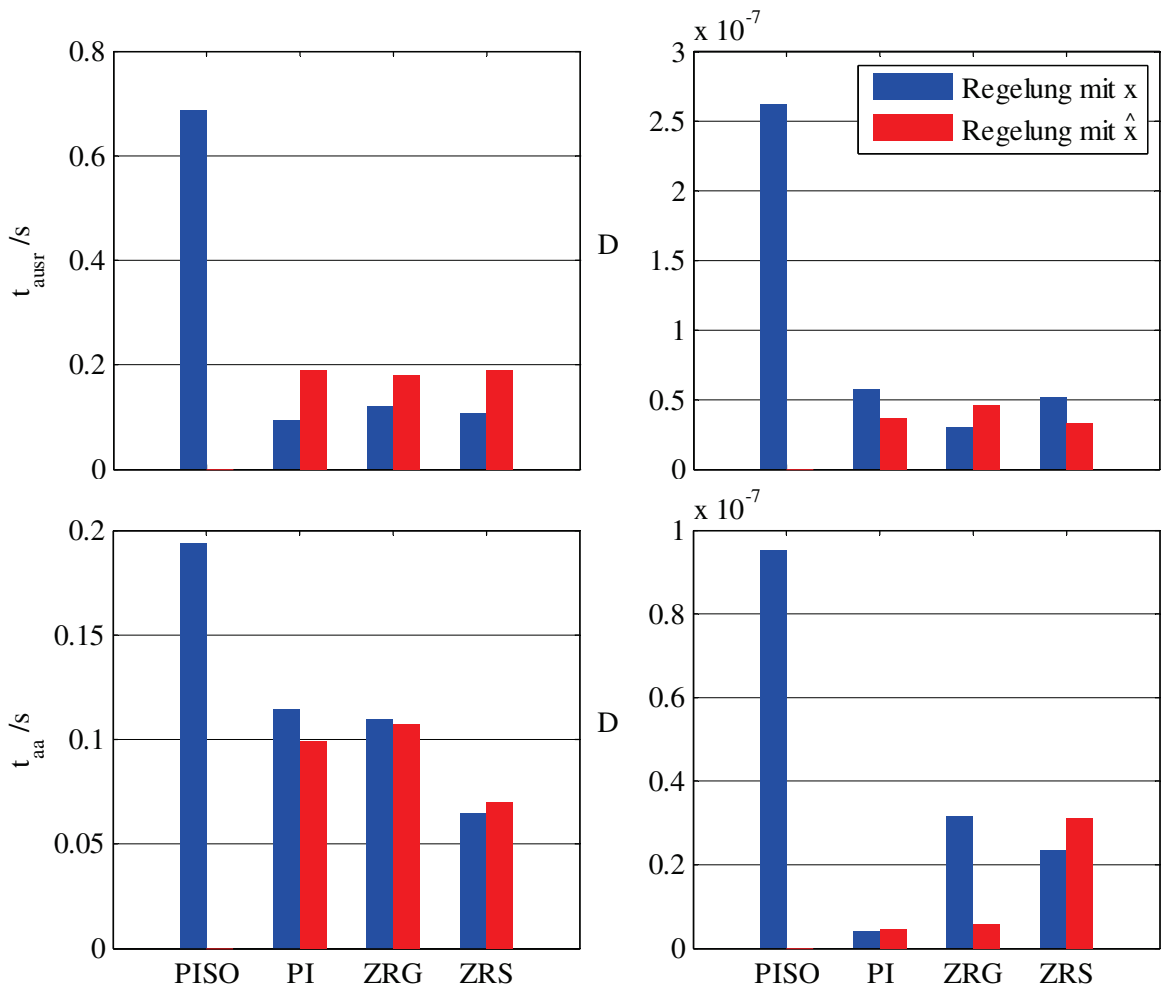 0.8
0.6
0.4
0.2
0
t_ausr /s
x 10^-7
3
2.5
2
1.5
1
0.5
0
D
Regelung mit x
Regelung mit x̂
0.2
0.15
0.1
0.05
0
t_aa /s
PISO PI ZRG ZRS
x 10^-7
1
0.8
0.6
0.4
0.2
0
D
PISO PI ZRG ZRS